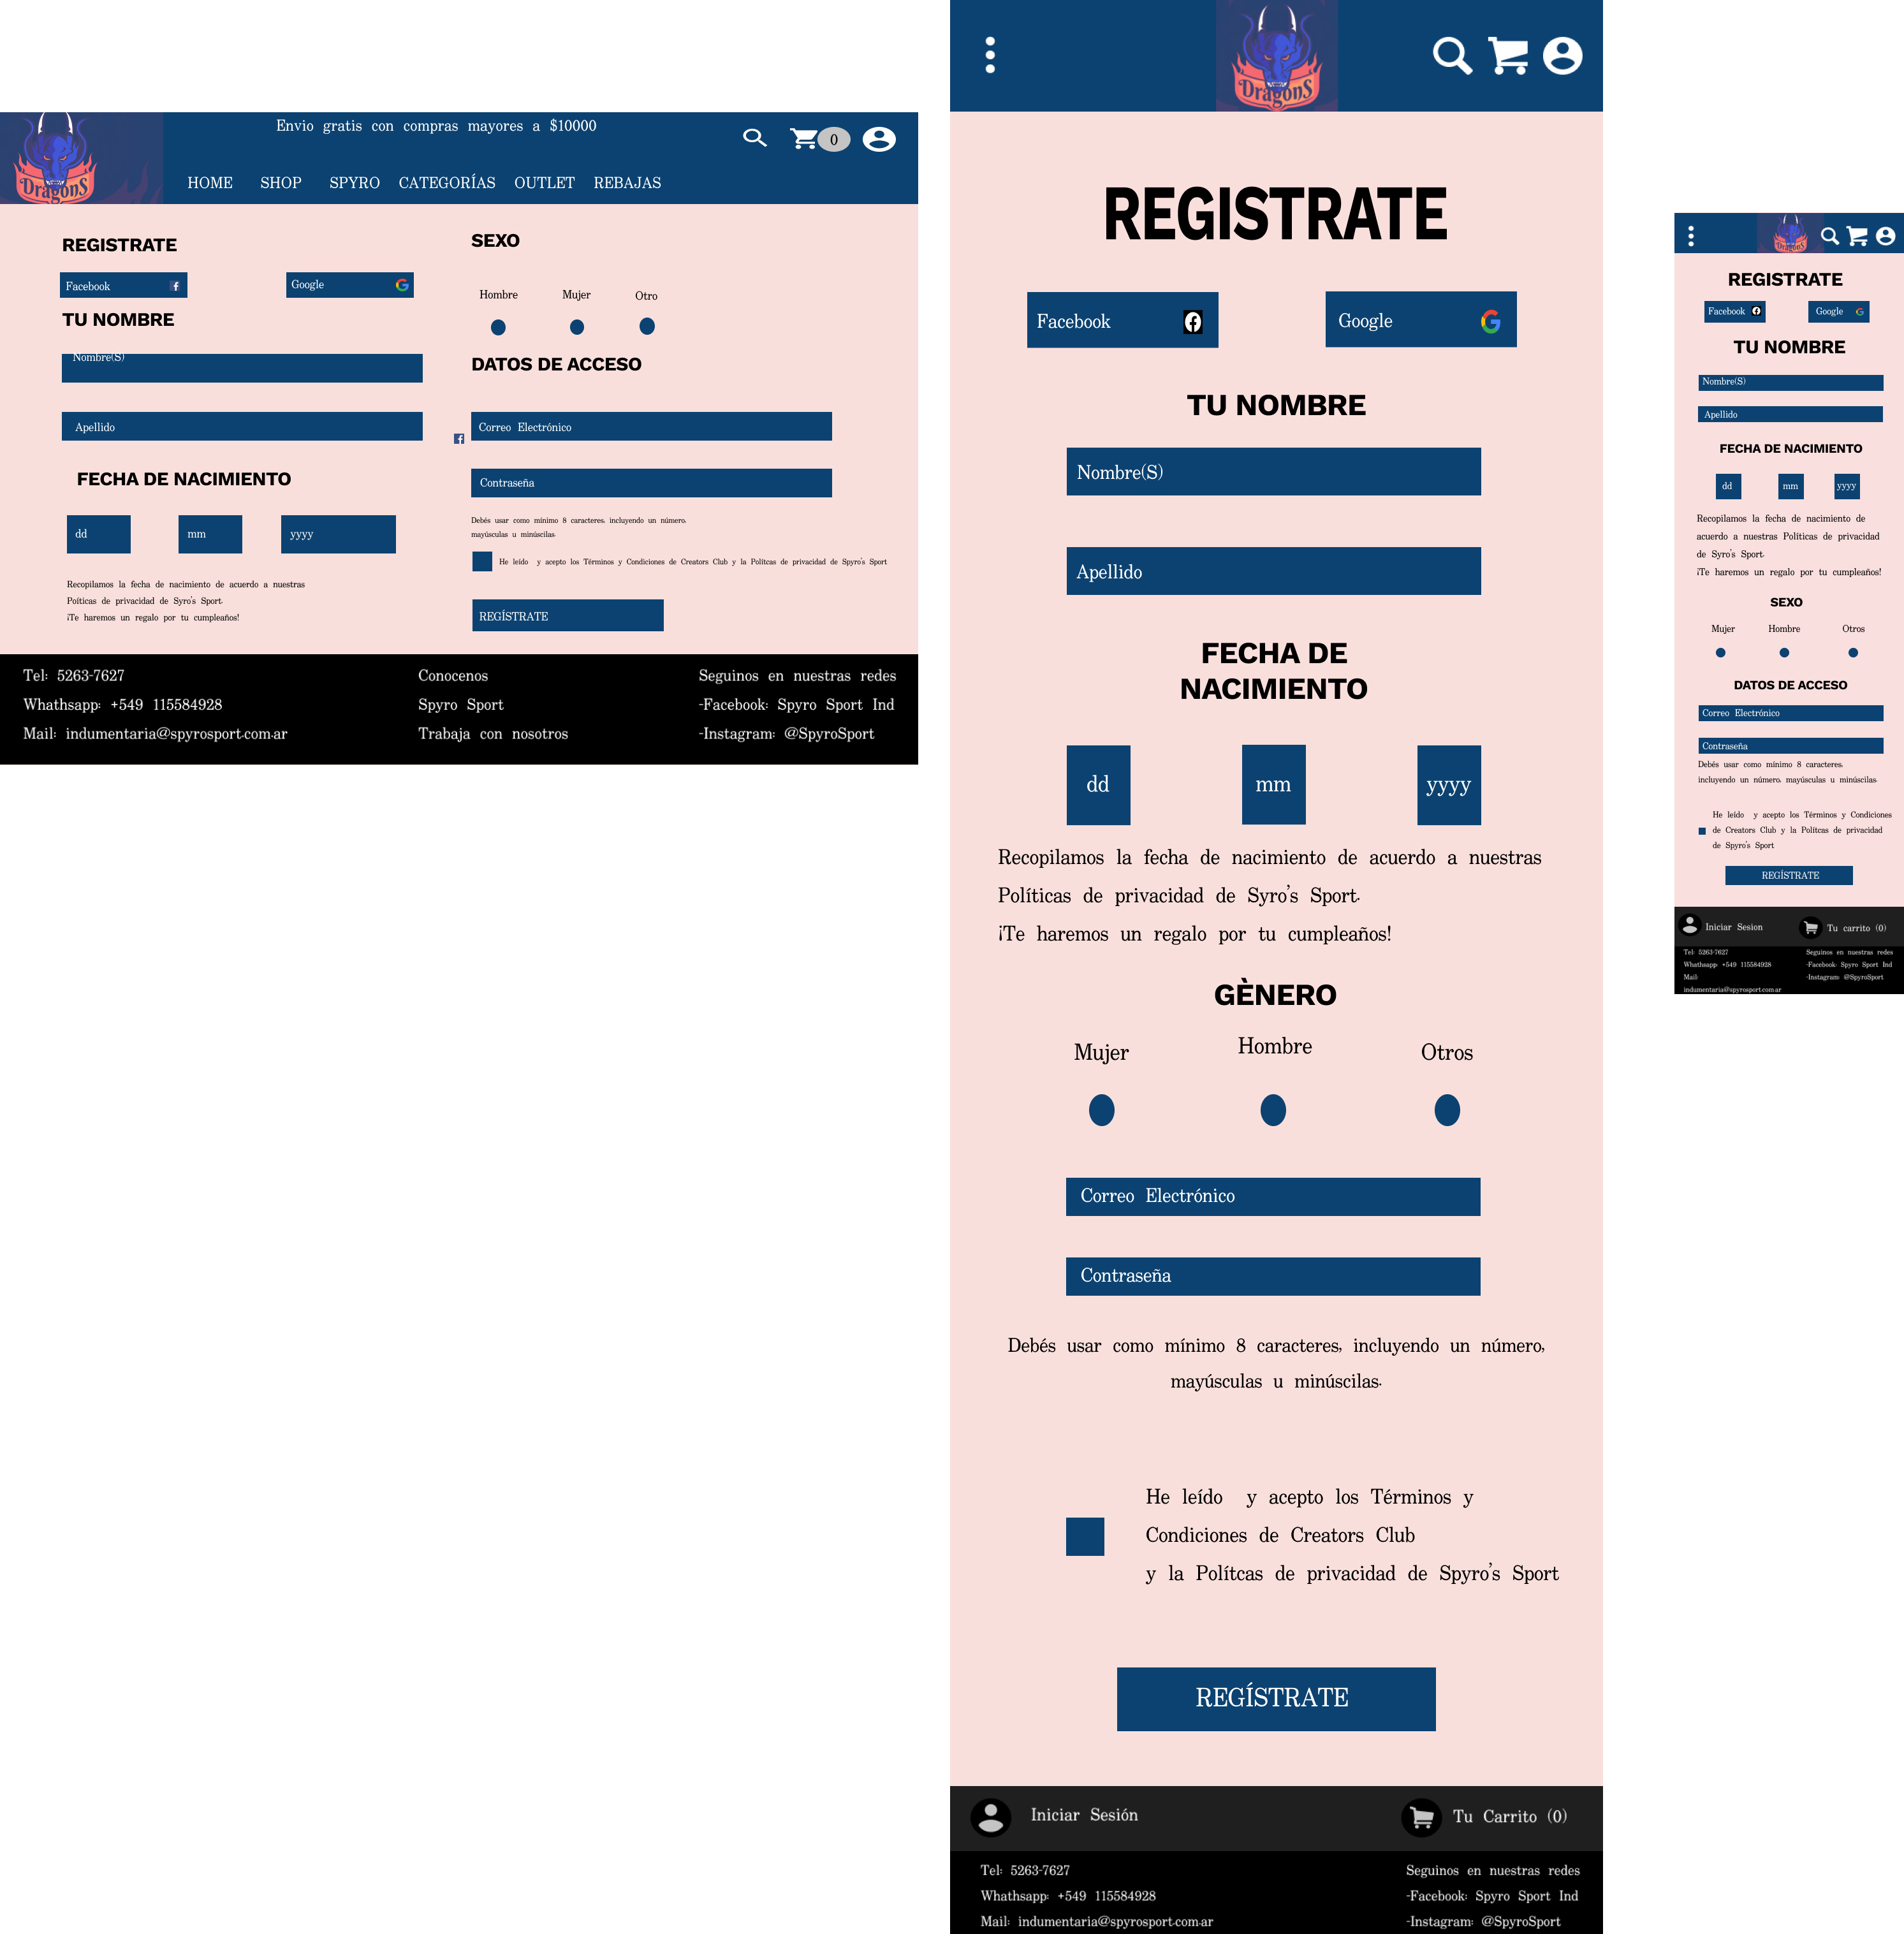 DragonS
Envio gratis con compras mayores a $10000
0
HOME SHOP SPYRO CATEGORÍAS OUTLET REBAJAS
REGISTRATE
Facebook
Google
TU NOMBRE
Nombre(S)
Apellido
FECHA DE NACIMIENTO
dd
mm
yyyy
Recopilamos la fecha de nacimiento de acuerdo a nuestras
Poíticas de privacidad de Syro's Sport.
¡Te haremos un regalo por tu cumpleaños!
SEXO
Hombre Mujer Otro
DATOS DE ACCESO
Correo Electrónico
Contraseña
Debés usar como mínimo 8 caracteres, incluyendo un número,
mayúsculas u minúscilas.
He leído y acepto los Términos y Condiciones de Creators Club y la Polítcas de privacidad de Spyro's Sport
REGÍSTRATE
Tel: 5263-7627
Whathsapp: +549 115584928
Mail: indumentaria@spyrosport.com.ar
Conocenos
Spyro Sport
Trabaja con nosotros
Seguinos en nuestras redes
-Facebook: Spyro Sport Ind
-Instagram: @SpyroSport
DragonS
REGISTRATE
Facebook
Google
TU NOMBRE
Nombre(S)
Apellido
FECHA DE
NACIMIENTO
dd
mm
yyyy
Recopilamos la fecha de nacimiento de acuerdo a nuestras
Políticas de privacidad de Syro's Sport.
¡Te haremos un regalo por tu cumpleaños!
GÈNERO
Mujer
Hombre
Otros
Correo Electrónico
Contraseña
Debés usar como mínimo 8 caracteres, incluyendo un número,
mayúsculas u minúscilas.
He leído y acepto los Términos y
Condiciones de Creators Club
y la Polítcas de privacidad de Spyro's Sport
REGÍSTRATE
Iniciar Sesión
Tu Carrito (0)
Tel: 5263-7627
Whathsapp: +549 115584928
Mail: indumentaria@spyrosport.com.ar
Seguinos en nuestras redes
-Facebook: Spyro Sport Ind
-Instagram: @SpyroSport
DragonS
REGISTRATE
Facebook
Google
TU NOMBRE
Nombre(S)
Apellido
FECHA DE NACIMIENTO
dd
mm
yyyy
Recopilamos la fecha de nacimiento de
acuerdo a nuestras Políticas de privacidad
de Syro's Sport.
¡Te haremos un regalo por tu cumpleaños!
SEXO
Mujer Hombre Otros
DATOS DE ACCESO
Correo Electrónico
Contraseña
Debés usar como mínimo 8 caracteres,
incluyendo un número, mayúsculas u minúscilas.
He leído y acepto los Términos y Condiciones
de Creators Club y la Polítcas de privacidad
de Spyro's Sport
REGÍSTRATE
Iniciar Sesion
Tu carrito (0)
Tel: 5263-7627
Whathsapp: +549 115584928
Mail:
indumentaria@spyrosport.com.ar
Seguinos en nuestras redes
-Facebook: Spyro Sport Ind
-Instagram: @SpyroSport